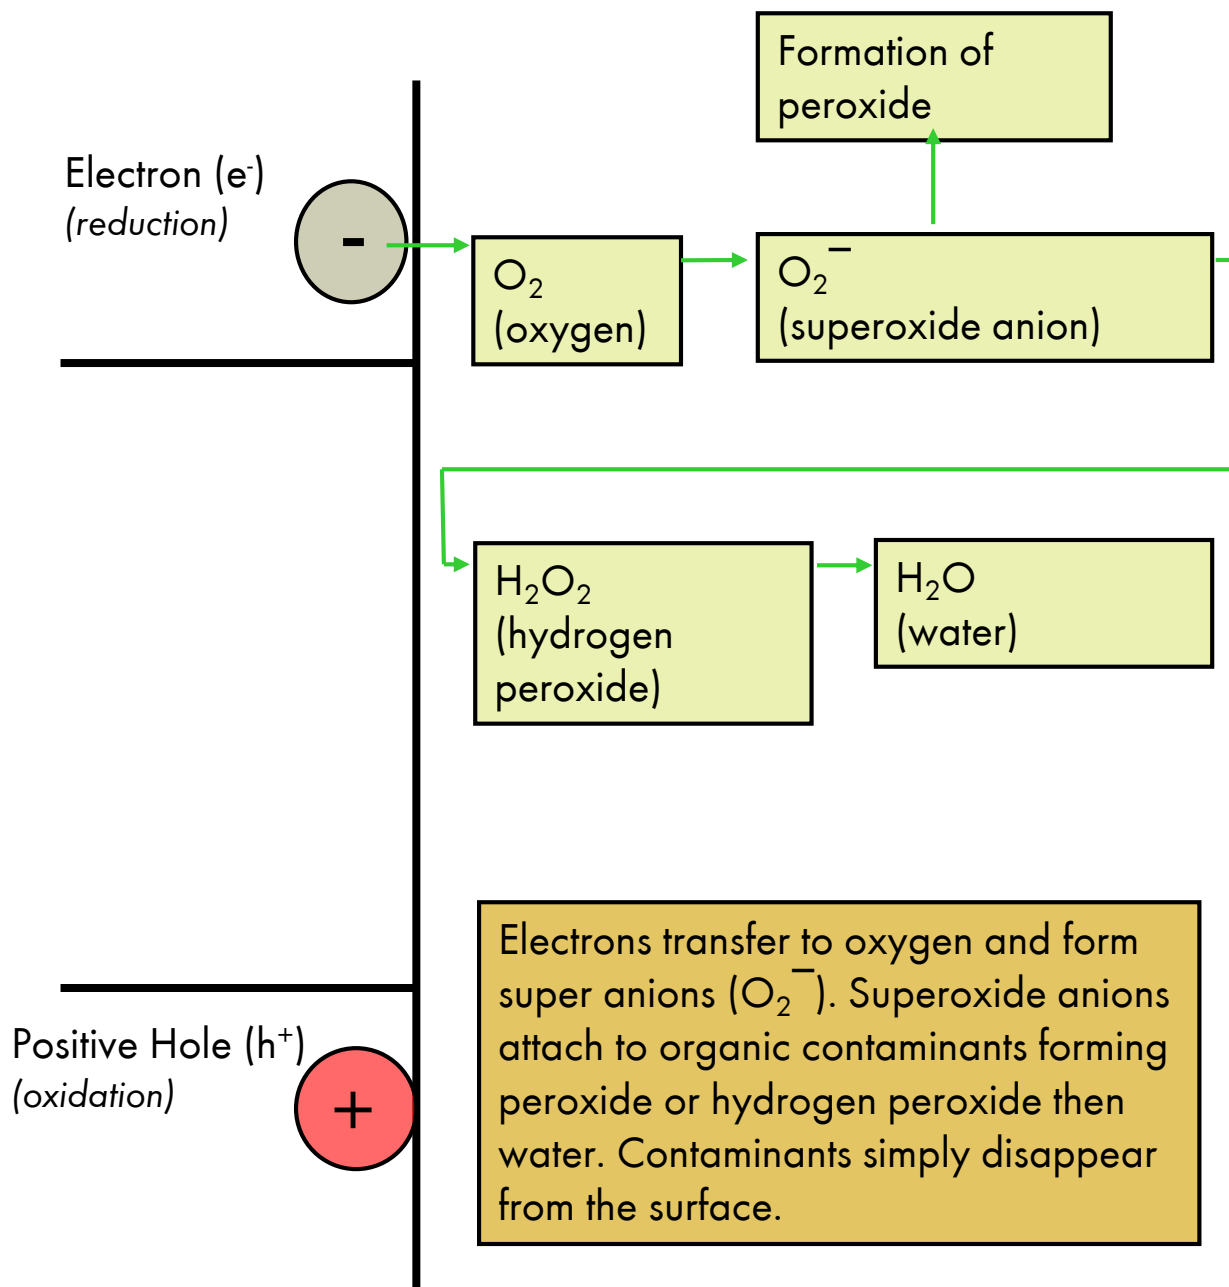 Formation of
peroxide
Electron (e⁻)
(reduction)
-
O₂
(oxygen)
O₂⁻
(superoxide anion)
H₂O₂
(hydrogen
peroxide)
H₂O
(water)
Positive Hole (h⁺)
(oxidation)
+
Electrons transfer to oxygen and form
super anions (O₂⁻). Superoxide anions
attach to organic contaminants forming
peroxide or hydrogen peroxide then
water. Contaminants simply disappear
from the surface.